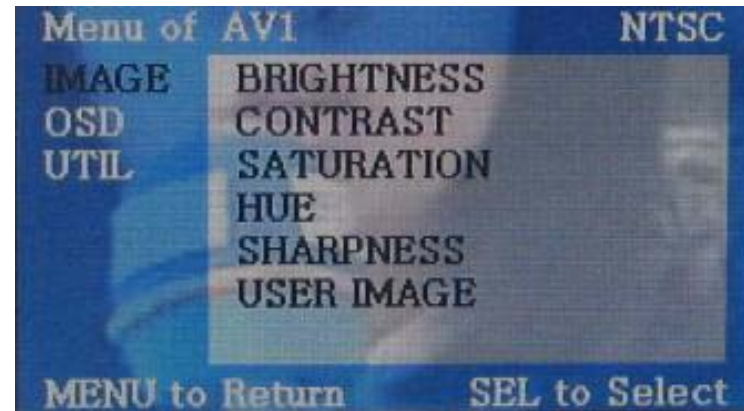 Menu of AV1 NTSC
IMAGE BRIGHTNESS
OSD CONTRAST
UTIL SATURATION
HUE
SHARPNESS
USER IMAGE
MENU to Return SEL to Select